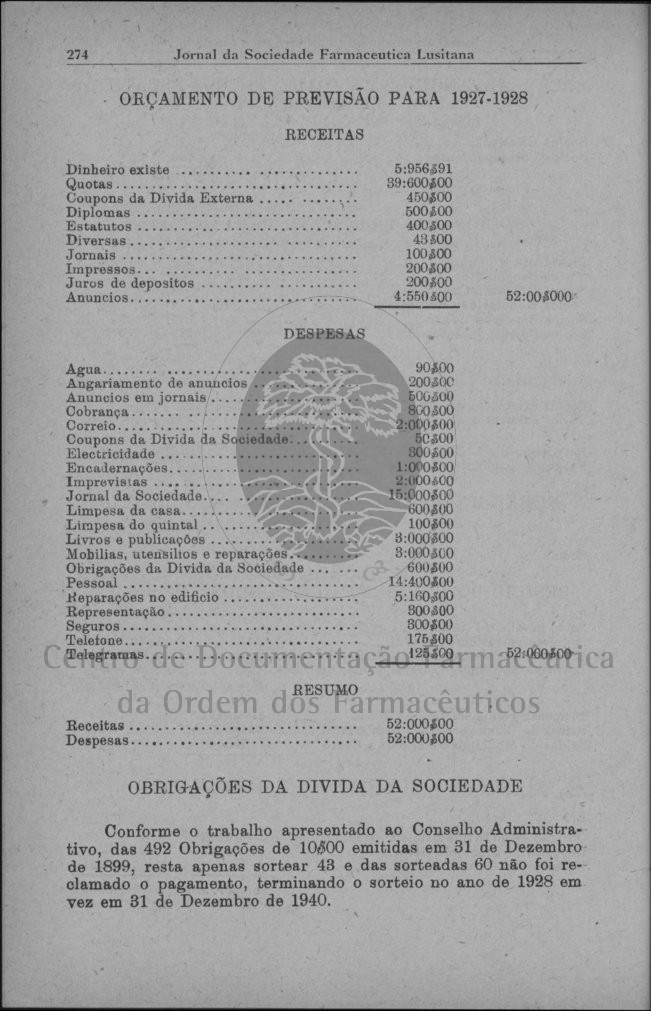 274 Jornal da Sociedade Farmaceutica Lusitana
ORÇAMENTO DE PREVISÃO PARA 1927-1928
RECEITAS
Dinheiro existe ........... .............. 5:956$91
Quotas.................................. 39:600$00
Coupons da Divida Externa ..... ........ 450$00
Diplomas ............................... 500$00
Estatutos ............................... 400$00
Diversas................................ 43$00
Jornais ................................ 100$00
Impressos... ........................... 200$00
Juros de depositos ...................... 200$00
Anuncios................................ 4:550$00 52:00$000
DESPESAS
Agua................................... 90$00
Angariamento de anuncios ............... 200$00
Anuncios em jornais..................... 500$00
Cobrança............................... 800$00
Correio................................. 2:000$00
Coupons da Divida da Sociedade.......... 50$00
Electricidade ........................... 300$00
Encadernações........................... 1:000$00
Imprevistas ............................ 2:000$00
Jornal da Sociedade..................... 15:000$00
Limpesa da casa......................... 600$00
Limpesa do quintal ...................... 100$00
Livros e publicações .................... 3:000$00
Mobilias, utensilios e reparações.......... 3:000$00
Obrigações da Divida da Sociedade ....... 600$00
Pessoal ................................ 14:400$00
Reparações no edificio ................... 5:160$00
Representação........................... 300$00
Seguros................................. 300$00
Telefone................................ 175$00
Telegramas.............................. 125$00 52:000$00
Centro de Documentação Farmacêutica
da Ordem dos Farmacêuticos
RESUMO
Receitas ............................... 52:000$00
Despesas............................... 52:000$00
OBRIGAÇÕES DA DIVIDA DA SOCIEDADE
Conforme o trabalho apresentado ao Conselho Administra-
tivo, das 492 Obrigações de 10$00 emitidas em 31 de Dezembro
de 1899, resta apenas sortear 43 e das sorteadas 60 não foi re-
clamado o pagamento, terminando o sorteio no ano de 1928 em
vez em 31 de Dezembro de 1940.